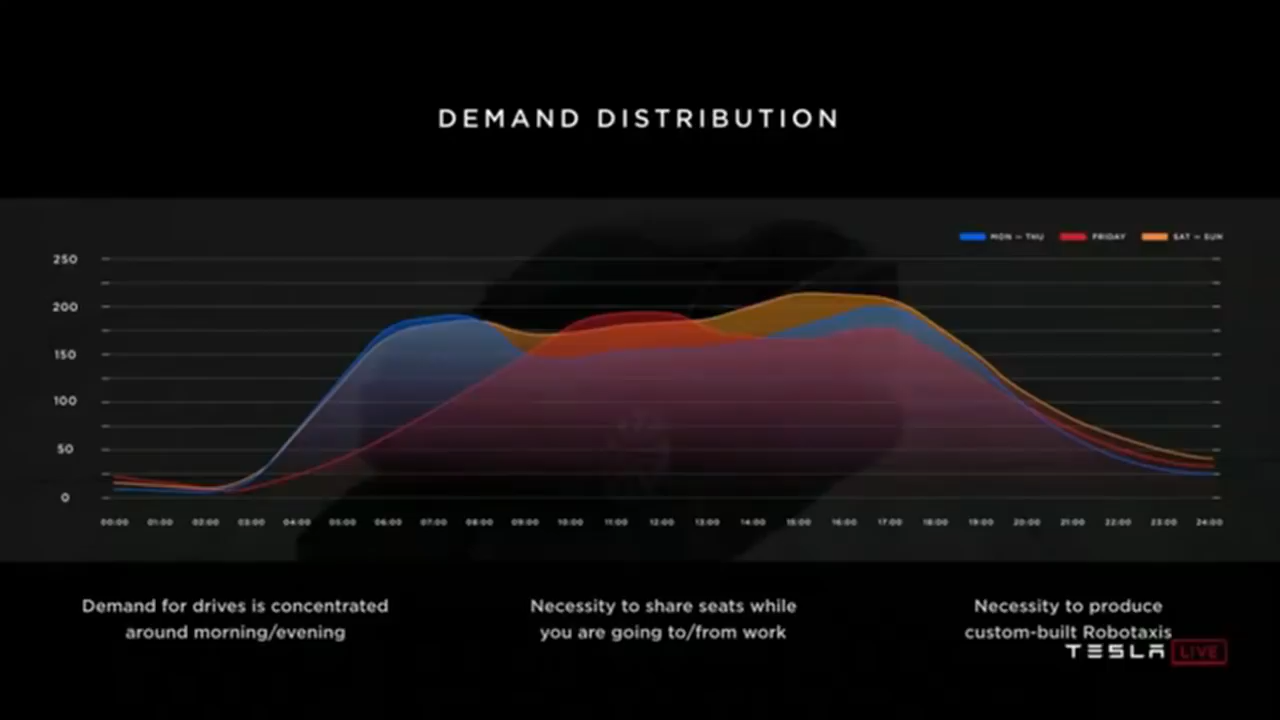 DEMAND DISTRIBUTION
MON – THU FRIDAY SAT – SUN
250
200
150
100
50
0
00:00 01:00 02:00 03:00 04:00 05:00 06:00 07:00 08:00 09:00 10:00 11:00 12:00 13:00 14:00 15:00 16:00 17:00 18:00 19:00 20:00 21:00 22:00 23:00 24:00
Demand for drives is concentrated
around morning/evening
Necessity to share seats while
you are going to/from work
Necessity to produce
custom-built Robotaxis
TESLA LIVE